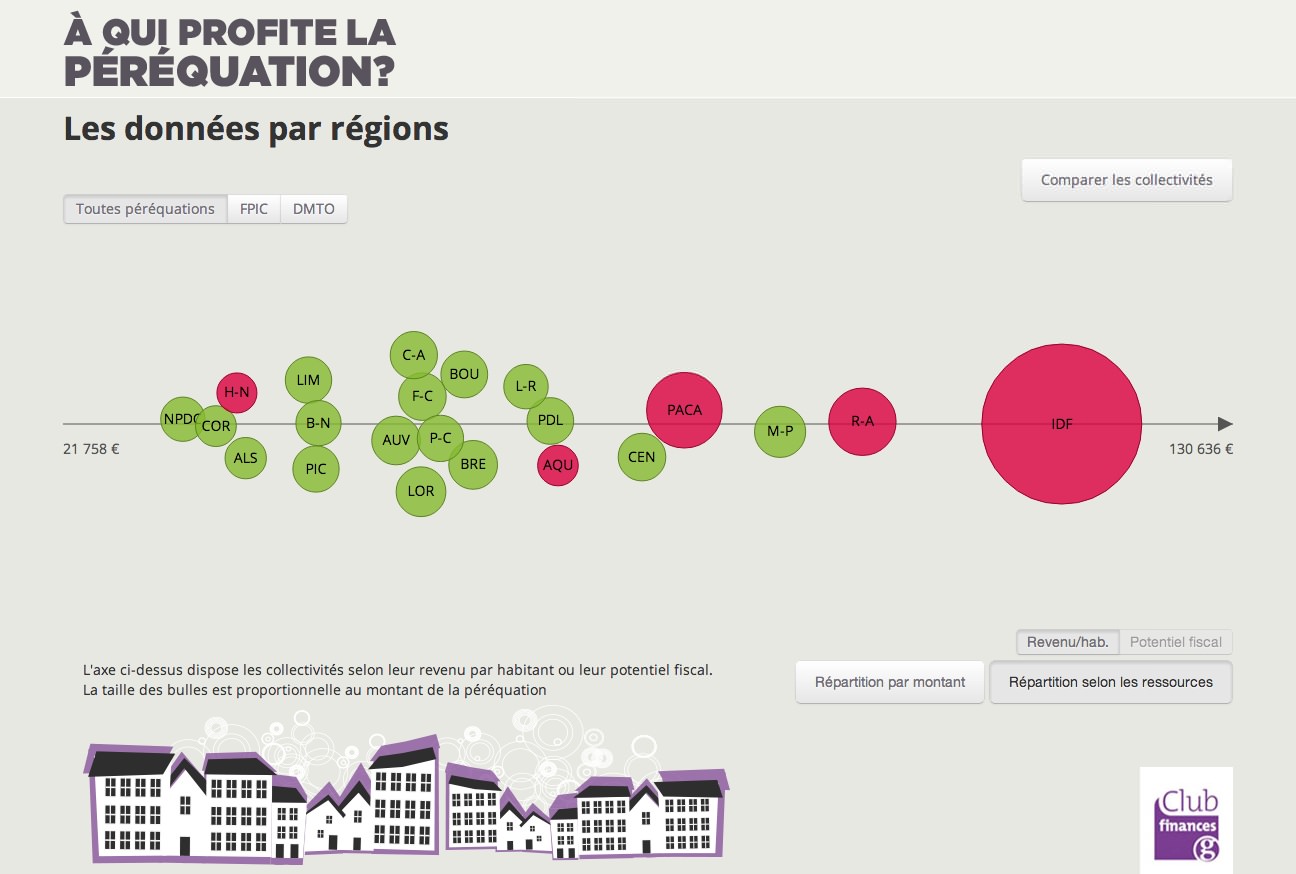 À QUI PROFITE LA
PÉRÉQUATION?
Les données par régions
Comparer les collectivités
Toutes péréquations
FPIC
DMTO
C-A
BOU
LIM
H-N
F-C
L-R
PACA
NPDC
COR
B-N
PDL
M-P
R-A
IDF
AUV
P-C
ALS
PIC
BRE
AQU
CEN
LOR
21 758 €
130 636 €
Revenu/hab.
Potentiel fiscal
L'axe ci-dessus dispose les collectivités selon leur revenu par habitant ou leur potentiel fiscal.
La taille des bulles est proportionnelle au montant de la péréquation
Répartition par montant
Répartition selon les ressources
Club
finances
g